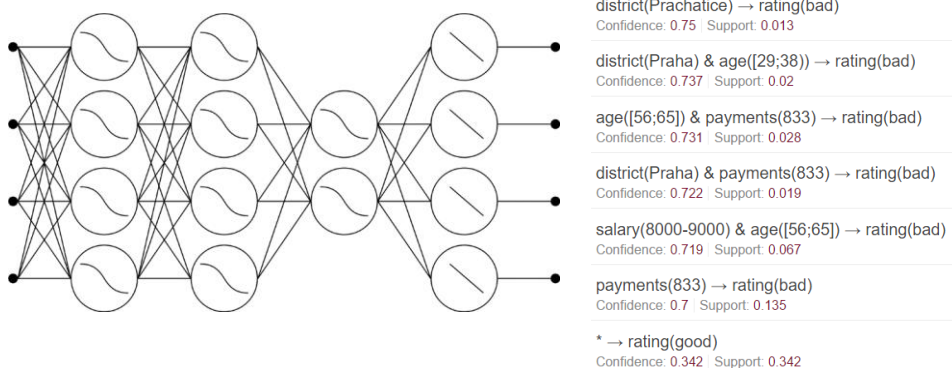 district(Prachatice) → rating(bad)
Confidence: 0.75 Support: 0.013
district(Praha) & age([29;38)) → rating(bad)
Confidence: 0.737 Support: 0.02
age([56;65]) & payments(833) → rating(bad)
Confidence: 0.731 Support: 0.028
district(Praha) & payments(833) → rating(bad)
Confidence: 0.722 Support: 0.019
salary(8000-9000) & age([56;65]) → rating(bad)
Confidence: 0.719 Support: 0.067
payments(833) → rating(bad)
Confidence: 0.7 Support: 0.135
* → rating(good)
Confidence: 0.342 Support: 0.342